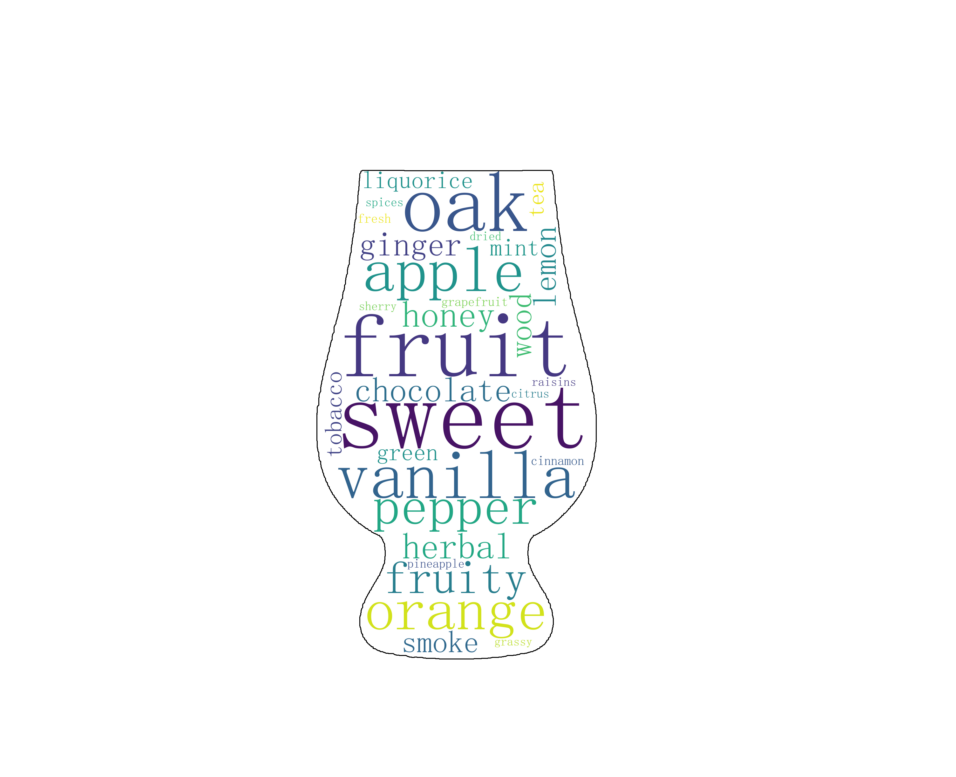 liquorice
oak
tea
spices
fresh
ginger
dried
mint
lemon
apple
sherry
grapefruit
honey
wood
fruit
tobacco
chocolate
raisins
citrus
sweet
green
cinnamon
vanilla
pepper
herbal
pineapple
fruity
orange
smoke
grassy